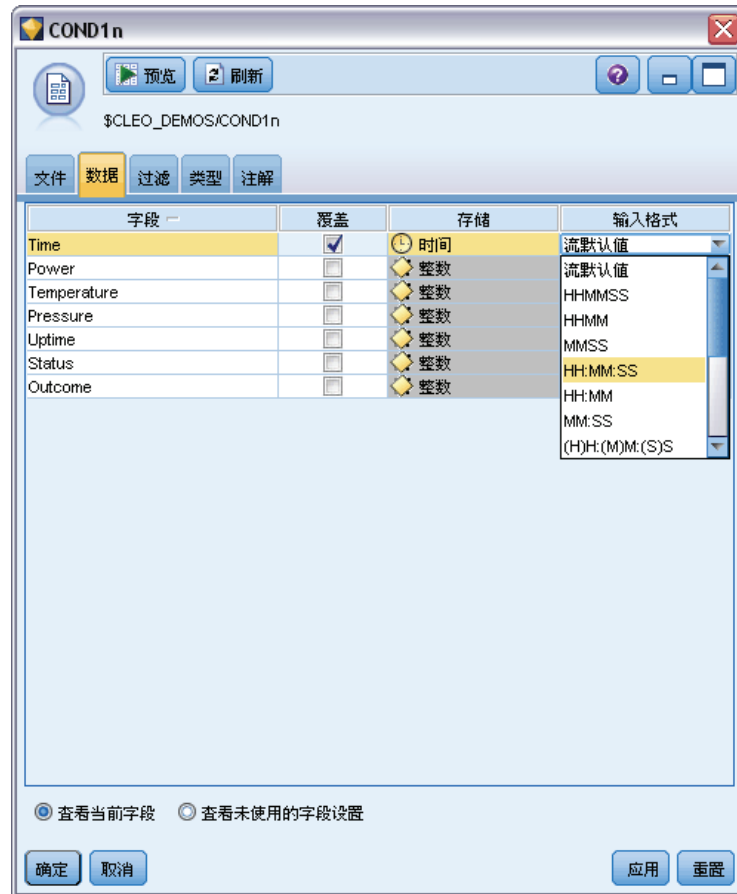 COND1n
预览 刷新
$CLEO_DEMOS/COND1n
文件 数据 过滤 类型 注解
字段 覆盖 存储 输入格式
Time 时间 流默认值
Power 整数 流默认值
Temperature 整数 HHMMSS
Pressure 整数 HHMM
Uptime 整数 MMSS
Status 整数 HH:MM:SS
Outcome 整数 HH:MM
MM:SS
(H)H:(M)M:(S)S
查看当前字段 查看未使用的字段设置
确定 取消 应用 重置